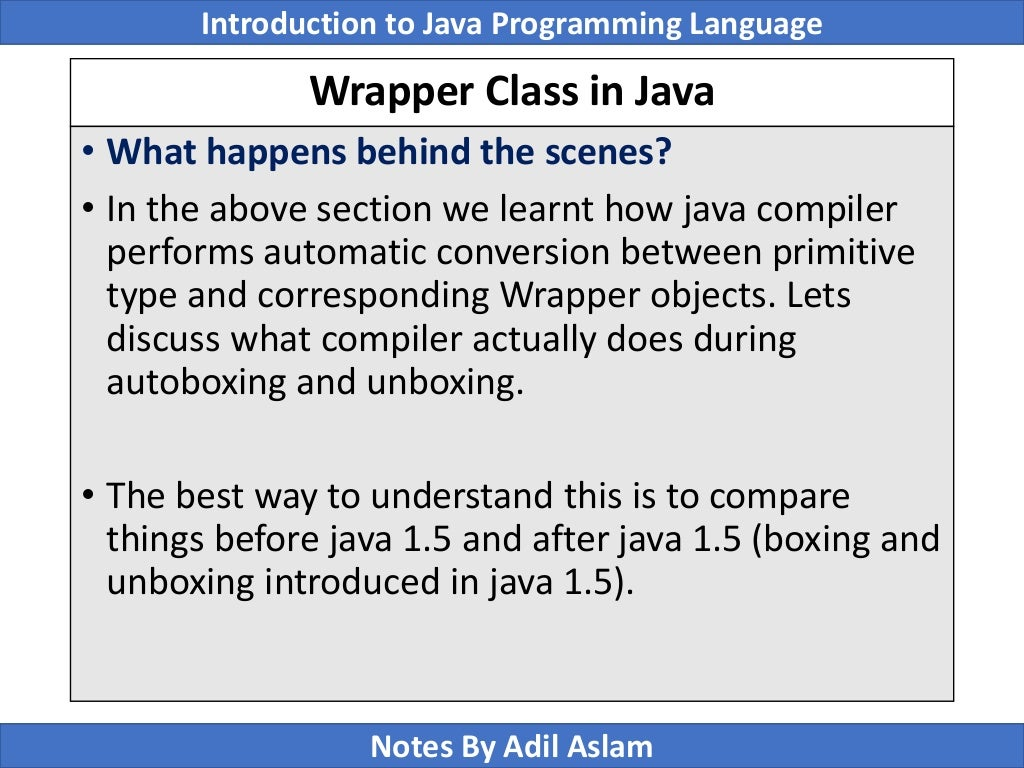 Introduction to Java Programming Language
Wrapper Class in Java
• What happens behind the scenes?
• In the above section we learnt how java compiler
performs automatic conversion between primitive
type and corresponding Wrapper objects. Lets
discuss what compiler actually does during
autoboxing and unboxing.
• The best way to understand this is to compare
things before java 1.5 and after java 1.5 (boxing and
unboxing introduced in java 1.5).
Notes By Adil Aslam